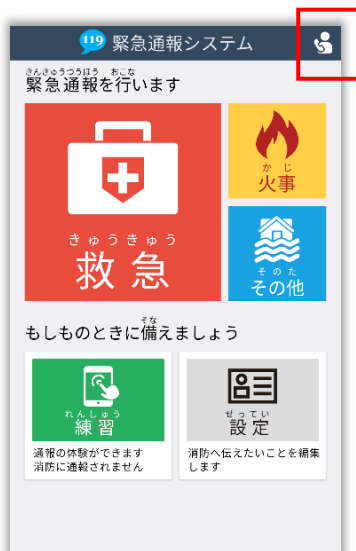 119 緊急通報システム
きんきゅうつうほう おこな
緊急通報を行います
きゅうきゅう
救急
かじ
火事
そのた
その他
そな
もしものときに備えましょう
れんしゅう
練習
通報の体験ができます
消防に通報されません
せってい
設定
消防へ伝えたいことを編集
します